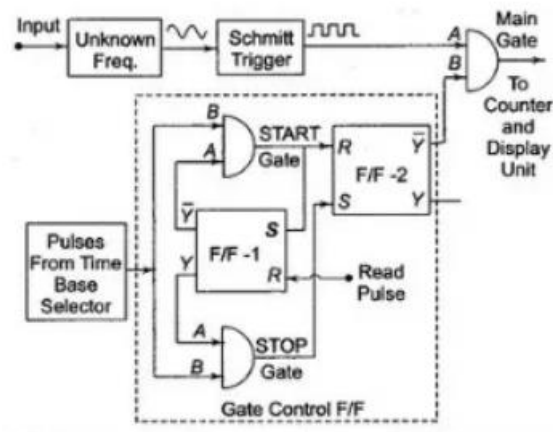 Input
Unknown
Freq.
Schmitt
Trigger
A
B
Main
Gate
To
Counter
and
Display
Unit
B
A
START
Gate
R
S
F/F -2
Y̅
Y
Y̅
Y
F/F -1
S
R
Read
Pulse
Pulses
From Time
Base
Selector
A
B
STOP
Gate
Gate Control F/F